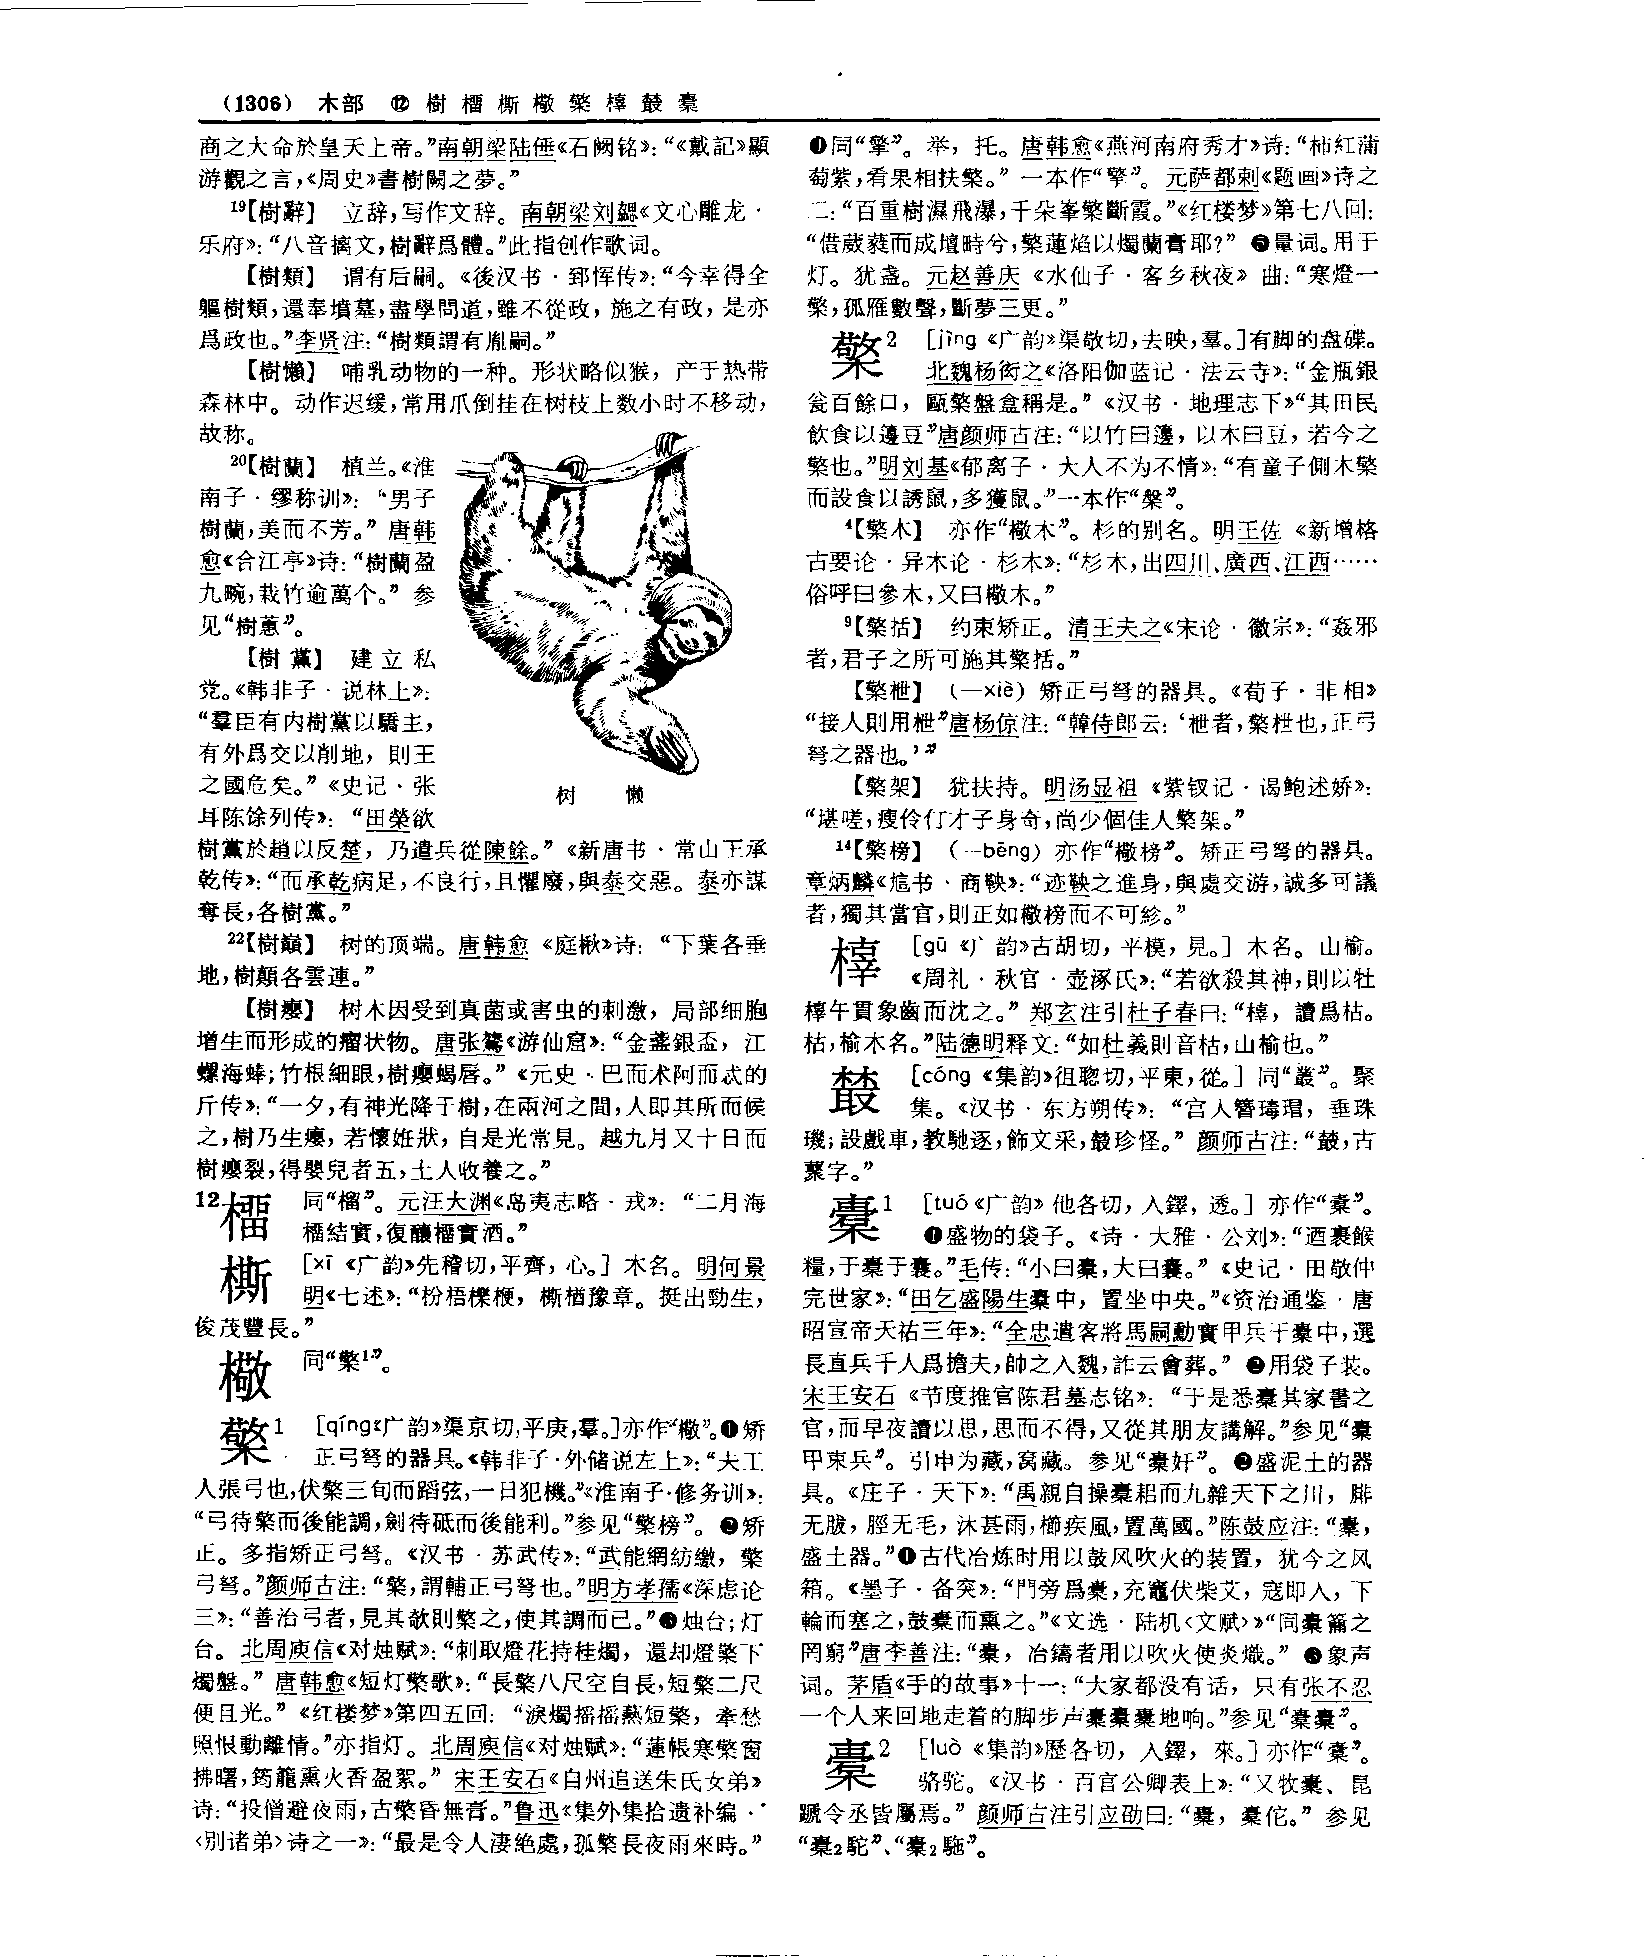 (1306) 木部 ⑫ 樹橊㯕橄檠橭樷橐
商之大命於皇天上帝。”南朝梁陆倕《石阙铭》：“《戴記》顯
游觀之言，《周史》書樹闕之夢。”
19【樹辭】 立辞，写作文辞。南朝梁刘勰《文心雕龙·
乐府》：“八音摛文，樹辭爲體。”此指创作歌词。
【樹類】 谓有后嗣。《後汉书·郅恽传》：“今幸得全
軀樹類，還奉墳墓，盡學問道，雖不從政，施之有政，是亦
爲政也。”李贤注：“樹類謂有胤嗣。”
【樹懶】 哺乳动物的一种。形状略似猴，产于热带
森林中。动作迟缓，常用爪倒挂在树枝上数小时不移动，
故称。
20【樹蘭】 植兰。《淮
南子·缪称训》：“男子
樹蘭，美而不芳。”唐韩
愈《合江亭》诗：“樹蘭盈
九畹，栽竹逾萬个。”参
见“樹蕙”。
【樹黨】 建立私
党。《韩非子·说林上》：
“羣臣有内樹黨以驕主，
有外爲交以削地，則王
之國危矣。”《史记·张
耳陈馀列传》：“田榮欲
树懒
樹黨於趙以反楚，乃遣兵從陳餘。”《新唐书·常山王承
乾传》：“而承乾病足，不良行，且懼廢，與泰交惡。泰亦謀
奪長，各樹黨。”
22【樹巔】 树的顶端。唐韩愈《庭楸》诗：“下葉各垂
地，樹顛各雲連。”
【樹癭】 树木因受到真菌或害虫的刺激，局部细胞
增生而形成的瘤状物。唐张鷟《游仙窟》：“金盞銀盃，江
螺海蜯；竹根細眼，樹癭蝎唇。”《元史·巴而术阿而忒的
斤传》：“一夕，有神光降于樹，在兩河之間，人即其所而候
之，樹乃生癭，若懷妊狀，自是光常見。越九月又十日而
樹癭裂，得嬰兒者五，土人收養之。”
12橊 同“榴”。元汪大渊《岛夷志略·戎》：“二月海
榴結實，復釀榴實酒。”
㯕 [xī《广韵》先稽切，平齊，心。] 木名。明何景
明《七述》：“枌梧櫟梗，㯕楢豫章。挺出勁生，
俊茂豐長。”
橄 同“檠1”。
檠1 [qíng《广韵》渠京切，平庚，羣。]亦作“橄”。❶矫
正弓弩的器具。《韩非子·外储说左上》：“夫工
人張弓也，伏檠三旬而蹈弦，一日犯機。”《淮南子·修务训》：
“弓待檠而後能調，劍待砥而後能利。”参见“檠榜”。❷矫
正。多指矫正弓弩。《汉书·苏武传》：“武能網紡繳，檠
弓弩。”颜师古注：“檠，謂輔正弓弩也。”明方孝孺《深虑论
三》：“善治弓者，見其欹則檠之，使其調而已。”❸烛台；灯
台。北周庾信《对烛赋》：“刺取燈花持桂燭，還却燈檠下
燭盤。”唐韩愈《短灯檠歌》：“長檠八尺空自長，短檠二尺
便且光。”《红楼梦》第四五回：“淚燭摇摇爇短檠，牽愁
照恨動離情。”亦指灯。北周庾信《对烛赋》：“蓮帳寒檠窗
拂曙，筠籠熏火香盈絮。”宋王安石《自州追送朱氏女弟》
诗：“投僧避夜雨，古檠昏無膏。”鲁迅《集外集拾遗补编·
〈别诸弟〉诗之一》：“最是令人凄絶處，孤檠長夜雨來時。”
❹同“擎”。举，托。唐韩愈《燕河南府秀才》诗：“柿紅蒲
萄紫，肴果相扶檠。”一本作“擎”。元萨都剌《题画》诗之
二：“百重樹濕飛瀑，千朵峯檠斷霞。”《红楼梦》第七八回：
“借葳蕤而成壇畤兮，檠蓮焰以燭蘭膏耶？”❺量词。用于
灯。犹盏。元赵善庆《水仙子·客乡秋夜》曲：“寒燈一
檠，孤雁數聲，斷夢三更。”
檠2 [jìng《广韵》渠敬切，去映，羣。]有脚的盘碟。
北魏杨衒之《洛阳伽蓝记·法云寺》：“金瓶銀
瓮百餘口，甌檠盤盒稱是。”《汉书·地理志下》“其田民
飲食以籩豆”唐颜师古注：“以竹曰籩，以木曰豆，若今之
檠也。”明刘基《郁离子·大人不为不情》：“有童子側木檠
而設食以誘鼠，多獲鼠。”一本作“槃”。
4【檠木】 亦作“橄木”。杉的别名。明王佐《新增格
古要论·异木论·杉木》：“杉木，出四川、廣西、江西……
俗呼曰參木，又曰橄木。”
9【檠括】 约束矫正。清王夫之《宋论·徽宗》：“姦邪
者，君子之所可施其檠括。”
【檠枻】 （—xiè）矫正弓弩的器具。《荀子·非相》
“接人則用枻”唐杨倞注：“韓侍郎云：‘枻者，檠枻也，正弓
弩之器也。’”
【檠架】 犹扶持。明汤显祖《紫钗记·谒鲍述娇》：
“堪嗟，瘦伶仃才子身奇，尚少個佳人檠架。”
14【檠榜】 （—bēng）亦作“橄榜”。矫正弓弩的器具。
章炳麟《訄书·商鞅》：“迹鞅之進身，與處交游，誠多可議
者，獨其當官，則正如橄榜而不可紾。”
橭 [gū《广韵》古胡切，平模，見。] 木名。山榆。
《周礼·秋官·壶涿氏》：“若欲殺其神，則以牡
橭午貫象齒而沈之。”郑玄注引杜子春曰：“橭，讀爲枯。
枯，榆木名。”陆德明释文：“如杜義則音枯，山榆也。”
樷 [cóng《集韵》徂聰切，平東，從。] 同“叢”。聚
集。《汉书·东方朔传》：“宫人簪瑇瑁，垂珠
璣；設戲車，教馳逐，飾文采，樷珍怪。”颜师古注：“樷，古
藂字。”
橐1 [tuó《广韵》他各切，入鐸，透。] 亦作“槖”。
❶盛物的袋子。《诗·大雅·公刘》：“迺裹餱
糧，于橐于囊。”毛传：“小曰橐，大曰囊。”《史记·田敬仲
完世家》：“田乞盛陽生橐中，置坐中央。”《资治通鉴·唐
昭宣帝天祐三年》：“全忠遣客將馬嗣勳實甲兵于橐中，選
長直兵千人爲擔夫，帥之入魏，詐云會葬。”❷用袋子装。
宋王安石《节度推官陈君墓志铭》：“于是悉橐其家書之
官，而早夜讀以思，思而不得，又從其朋友講解。”参见“橐
甲束兵”。引申为藏，窝藏。参见“橐奸”。❸盛泥土的器
具。《庄子·天下》：“禹親自操橐耜而九雜天下之川，腓
无胈，脛无毛，沐甚雨，櫛疾風，置萬國。”陈鼓应注：“橐，
盛土器。”❹古代冶炼时用以鼓风吹火的装置，犹今之风
箱。《墨子·备突》：“門旁爲橐，充竈伏柴艾，寇即入，下
輪而塞之，鼓橐而熏之。”《文选·陆机〈文赋〉》“同橐籥之
罔窮”唐李善注：“橐，冶鑄者用以吹火使炎熾。”❺象声
词。茅盾《手的故事》十一：“大家都没有话，只有张不忍
一个人来回地走着的脚步声橐橐橐地响。”参见“橐橐”。
橐2 [luò《集韵》歷各切，入鐸，來。] 亦作“槖”。
骆驼。《汉书·百官公卿表上》：“又牧橐、昆
蹏令丞皆屬焉。”颜师古注引应劭曰：“橐，橐佗。”参见
“橐2駝”、“橐2駞”。